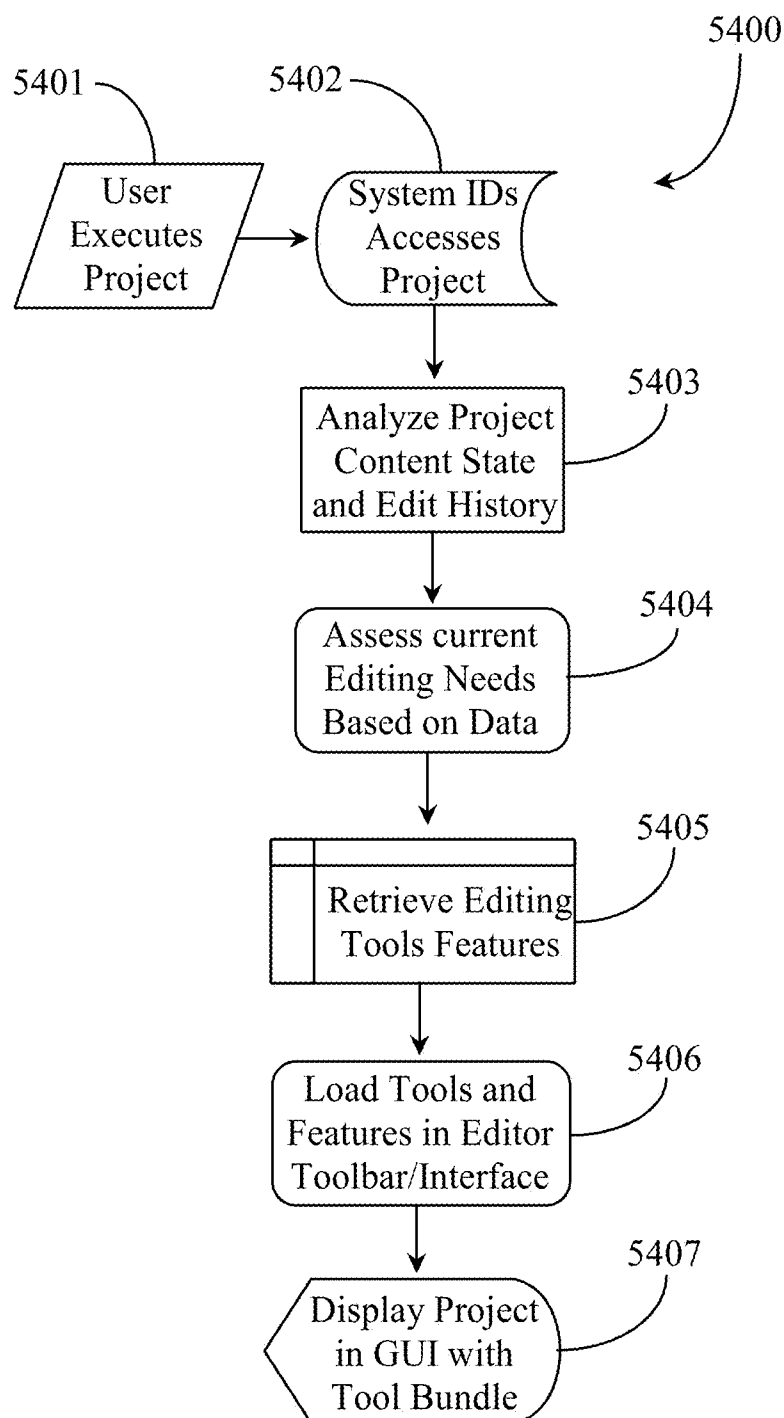 5400
5401
5402
User
Executes
Project
System IDs
Accesses
Project
5403
Analyze Project
Content State
and Edit History
5404
Assess current
Editing Needs
Based on Data
5405
Retrieve Editing
Tools Features
5406
Load Tools and
Features in Editor
Toolbar/Interface
5407
Display Project
in GUI with
Tool Bundle